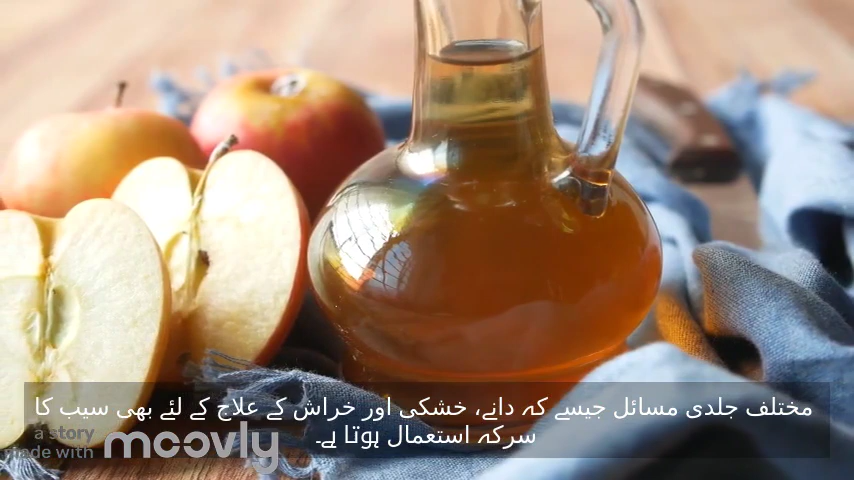 مختلف جلدی مسائل جیسے کہ دانے، خشکی اور خراش کے علاج کے لئے بھی سیب کا
سرکہ استعمال ہوتا ہے۔
a story
made with moovly